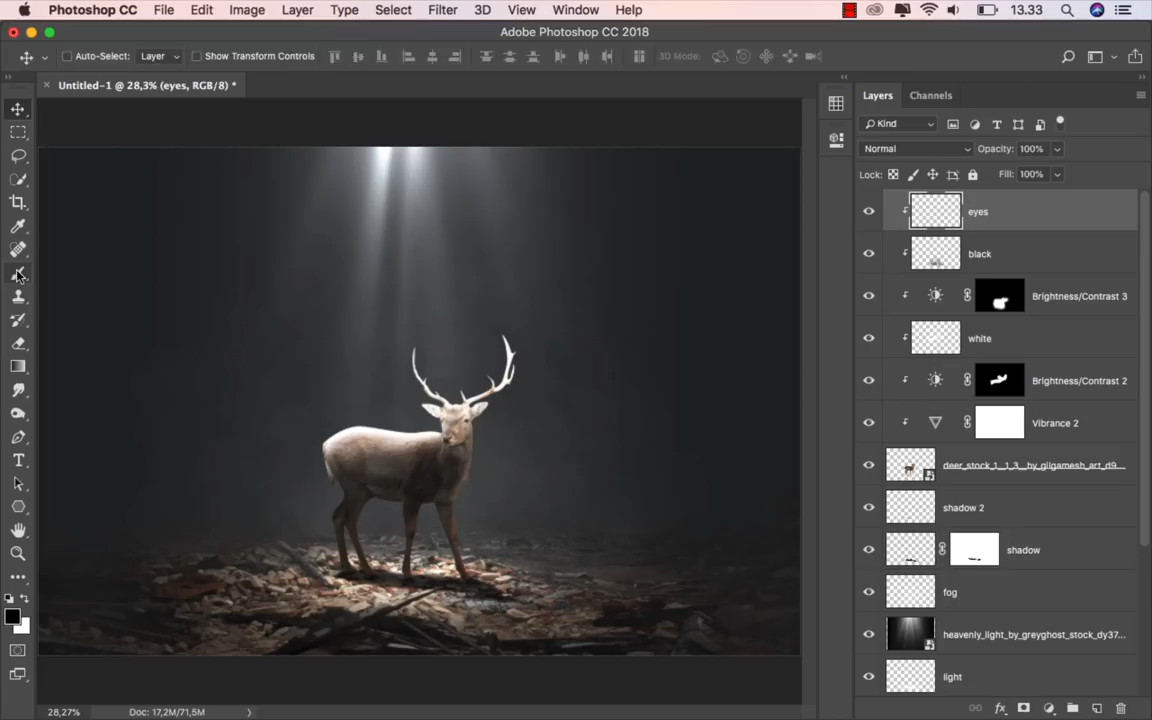 Photoshop CC File Edit Image Layer Type Select Filter 3D View Window Help 13.33
Adobe Photoshop CC 2018
Auto-Select: Layer Show Transform Controls 3D Mode:
Untitled-1 @ 28,3% (eyes, RGB/8) *
Layers Channels
Kind
Normal Opacity: 100%
Lock: Fill: 100%
eyes
black
Brightness/Contrast 3
white
Brightness/Contrast 2
Vibrance 2
deer_stock_1__1_3__by_gilgamesh_art_d9...
shadow 2
shadow
fog
heavenly_light_by_greyghost_stock_dy37...
light
28,27% Doc: 17,2M/71,5M